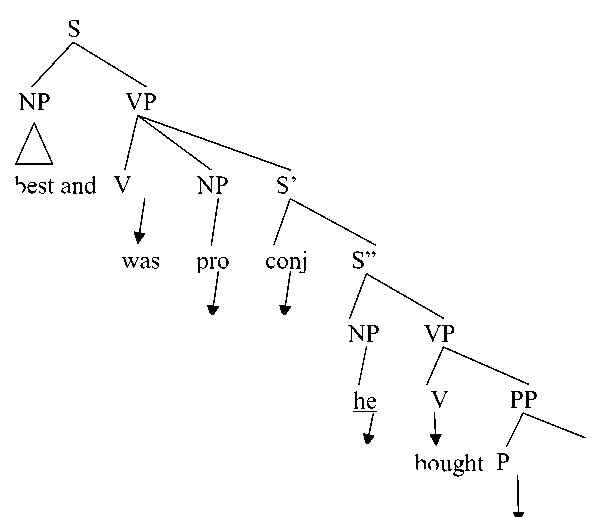 S
NP VP
best and V NP S’
was pro conj S’’
NP VP
he V PP
bought P